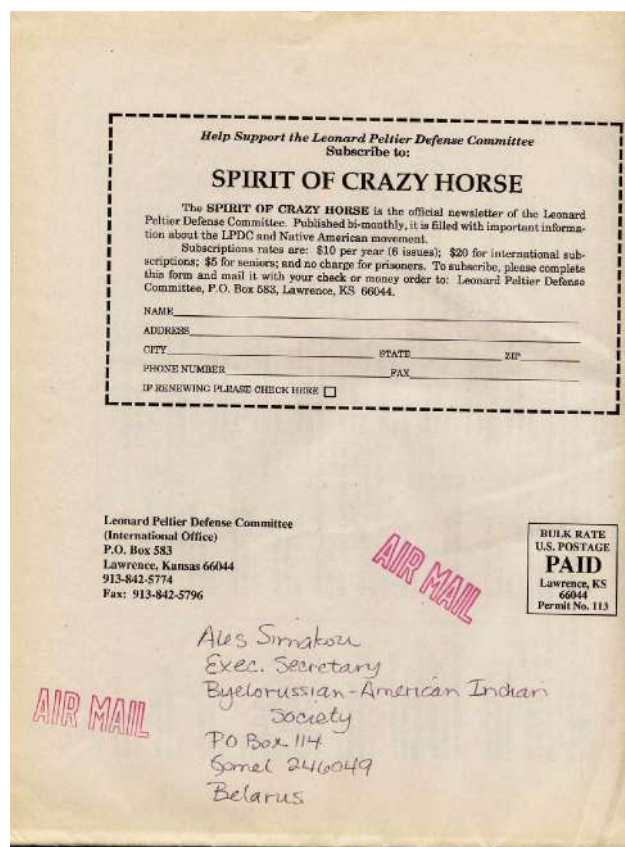 Help Support the Leonard Peltier Defense Committee
Subscribe to:
SPIRIT OF CRAZY HORSE
The SPIRIT OF CRAZY HORSE is the official newsletter of the Leonard
Peltier Defense Committee. Published bi-monthly, it is filled with important informa-
tion about the LPDC and Native American movement.
Subscriptions rates are: $10 per year (6 issues); $20 for international sub-
scriptions; $5 for seniors; and no charge for prisoners. To subscribe, please complete
this form and mail it with your check or money order to: Leonard Peltier Defense
Committee, P.O. Box 583, Lawrence, KS 66044.
NAME
ADDRESS
CITY STATE ZIP
PHONE NUMBER FAX
IF RENEWING PLEASE CHECK HERE
Leonard Peltier Defense Committee
(International Office)
P.O. Box 583
Lawrence, Kansas 66044
913-842-5774
Fax: 913-842-5796
AIR MAIL
BULK RATE
U.S. POSTAGE
PAID
Lawrence, KS
66044
Permit No. 113
Ales Simakou
Exec. Secretary
Byelorussian-American Indian
Society
PO Box 114
Gomel 246049
Belarus
AIR MAIL